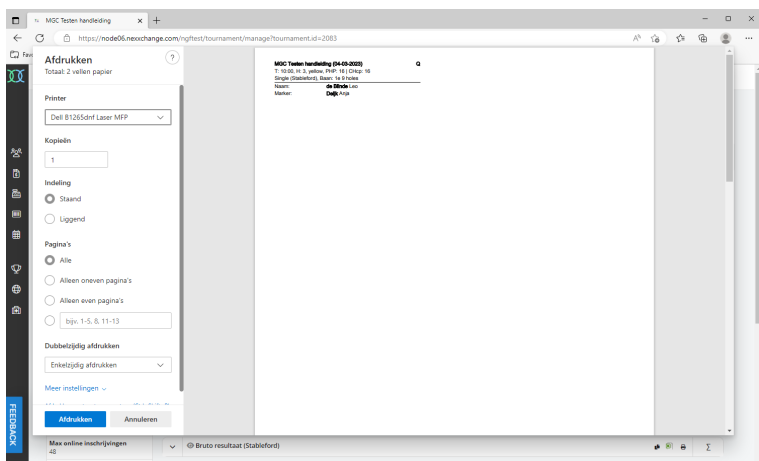 MGC Testen handleiding
https://node06.nexxchange.com/ngftest/tournament/manage?tournament.id=2083
Fav
Afdrukken
?
Totaal: 2 vellen papier
Printer
Dell B1265dnf Laser MFP
Kopieën
1
Indeling
Staand
Liggend
Pagina's
Alle
Alleen oneven pagina's
Alleen even pagina's
bijv. 1-5, 8, 11-13
Dubbelzijdig afdrukken
Enkelzijdig afdrukken
Meer instellingen
Afdrukken
Annuleren
FEEDBACK
MGC Testen handleiding (04-03-2023) Q
T: 10:00, H: 3, yellow, PHP: 16 | CHcp: 16
Single (Stableford), Baan: 1e 9 holes
Naam: de Blinde Leo
Marker: Delijk Anja
Max online inschrijvingen
48
Bruto resultaat (Stableford)
Σ